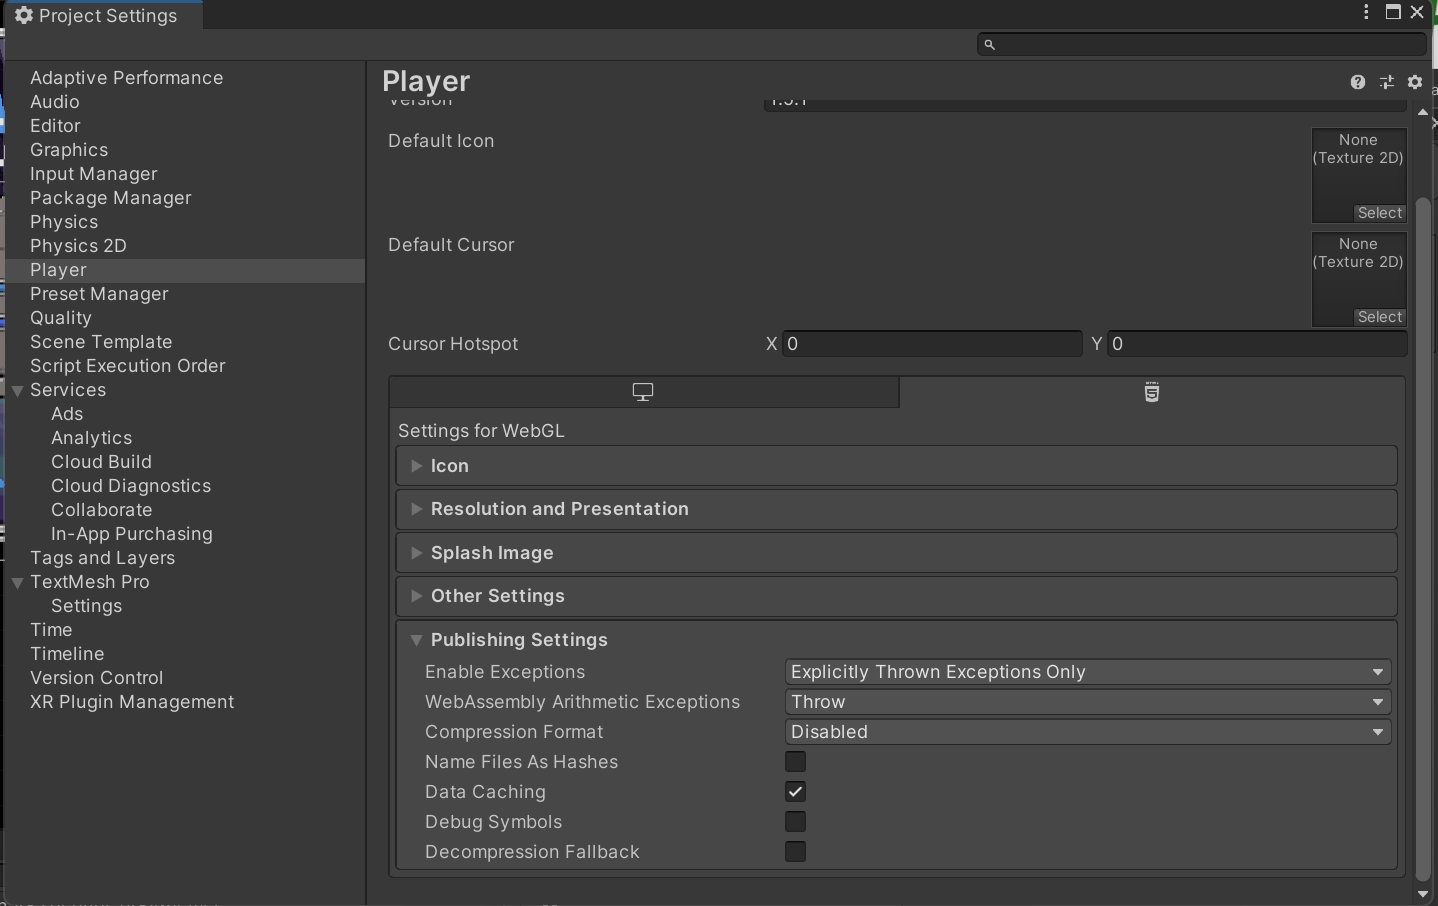 Project Settings
Adaptive Performance
Audio
Editor
Graphics
Input Manager
Package Manager
Physics
Physics 2D
Player
Preset Manager
Quality
Scene Template
Script Execution Order
Services
Ads
Analytics
Cloud Build
Cloud Diagnostics
Collaborate
In-App Purchasing
Tags and Layers
TextMesh Pro
Settings
Time
Timeline
Version Control
XR Plugin Management
Player
Version
Default Icon
None
(Texture 2D)
Select
Default Cursor
None
(Texture 2D)
Select
Cursor Hotspot X 0 Y 0
Settings for WebGL
Icon
Resolution and Presentation
Splash Image
Other Settings
Publishing Settings
Enable Exceptions Explicitly Thrown Exceptions Only
WebAssembly Arithmetic Exceptions Throw
Compression Format Disabled
Name Files As Hashes
Data Caching
Debug Symbols
Decompression Fallback